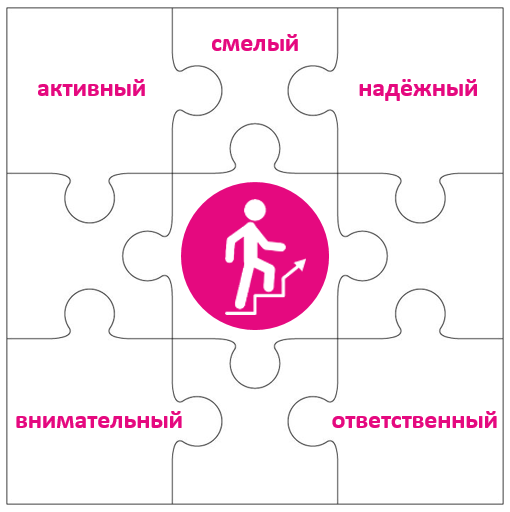 смелый
активный
надёжный
внимательный
ответственный